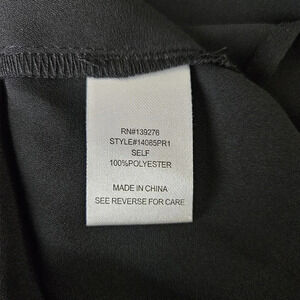 RN#139276
STYLE#14085PR1
SELF
100%POLYESTER
MADE IN CHINA
SEE REVERSE FOR CARE